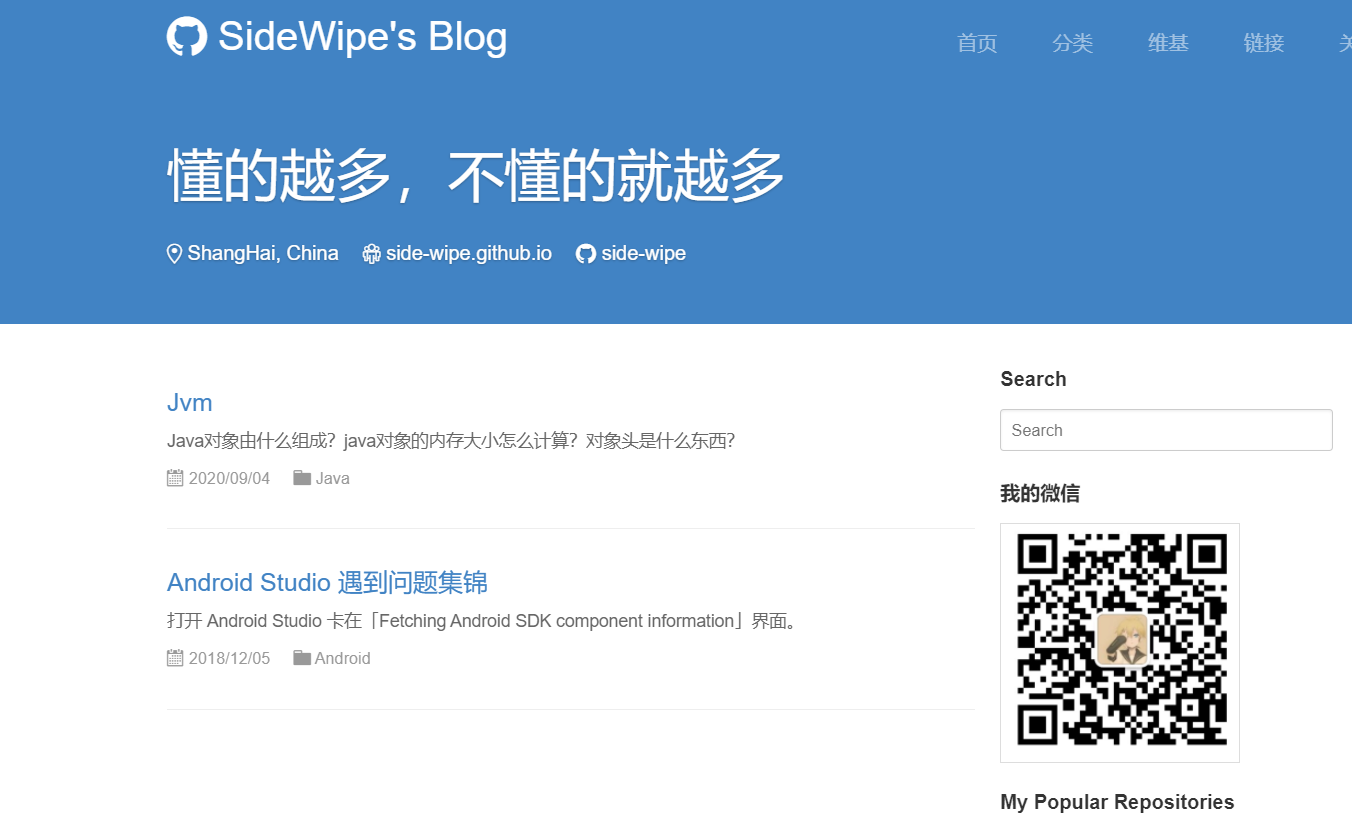 SideWipe's Blog
首页 分类 维基 链接
懂的越多，不懂的就越多
ShangHai, China side-wipe.github.io side-wipe
Jvm
Java对象由什么组成？java对象的内存大小怎么计算？对象头是什么东西？
2020/09/04 Java
Android Studio 遇到问题集锦
打开 Android Studio 卡在「Fetching Android SDK component information」界面。
2018/12/05 Android
Search
Search
我的微信
My Popular Repositories